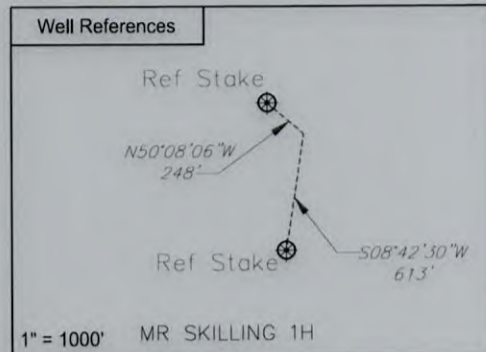 Well References
Ref Stake
N50°08'06"W
248'
S08°42'30"W
613'
Ref Stake
1" = 1000'
MR SKILLING 1H